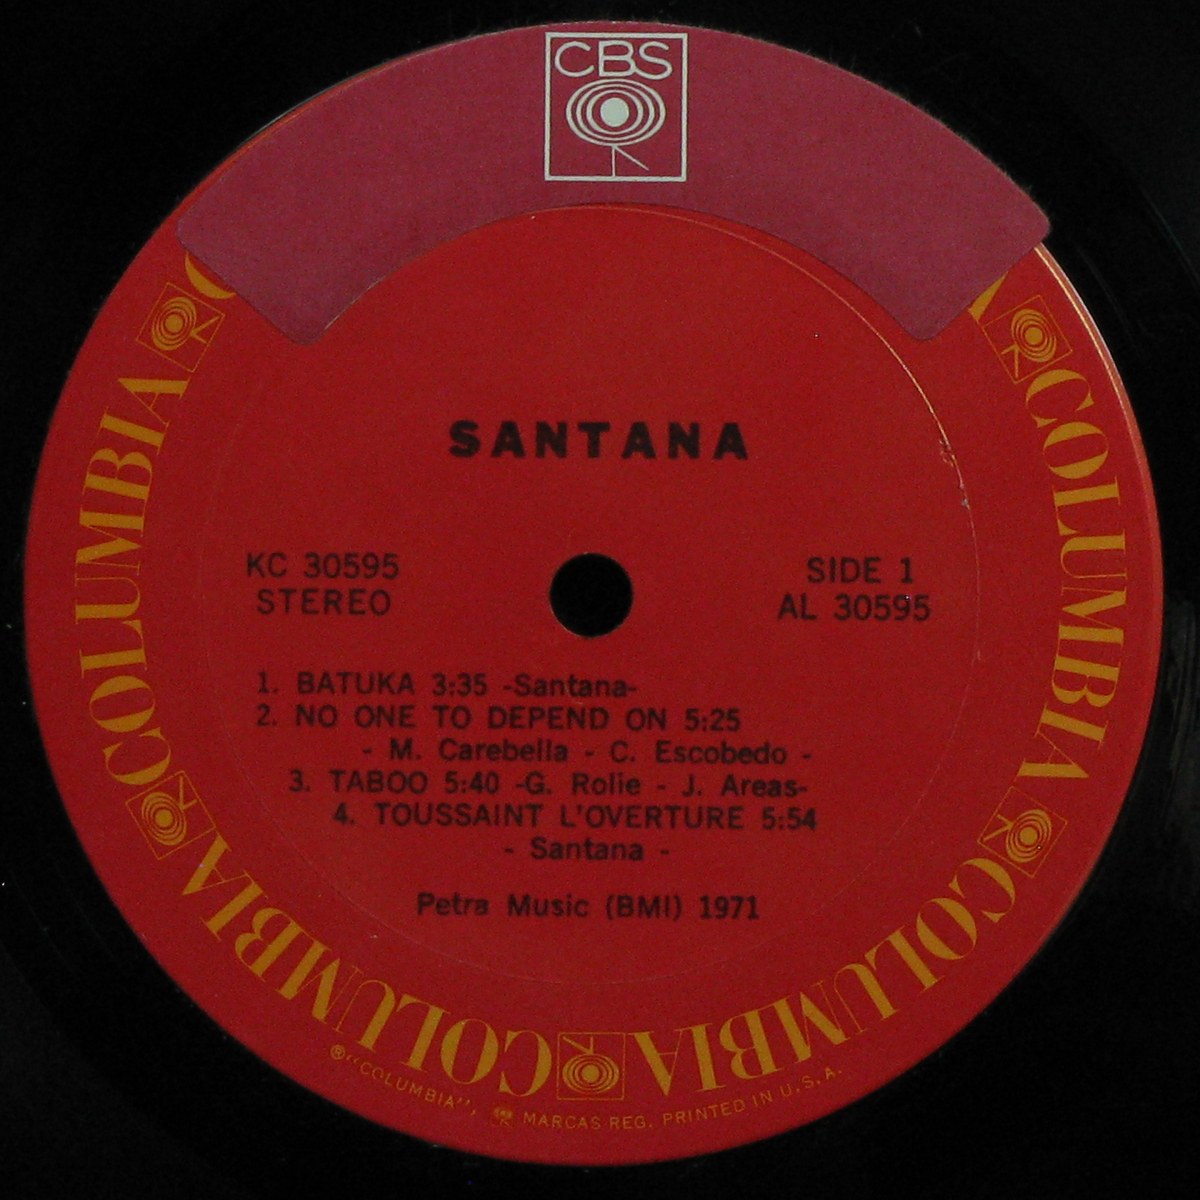 CBS
SANTANA
KC 30595
STEREO
SIDE 1
AL 30595
1. BATUKA 3:35 -Santana-
2. NO ONE TO DEPEND ON 5:25
- M. Carebella - C. Escobedo -
3. TABOO 5:40 -G. Rolie - J. Areas-
4. TOUSSAINT L'OVERTURE 5:54
- Santana -
Petra Music (BMI) 1971
COLUMBIA
COLUMBIA
COLUMBIA
COLUMBIA
COLUMBIA
COLUMBIA
®"COLUMBIA", MARCAS REG. PRINTED IN U.S.A.